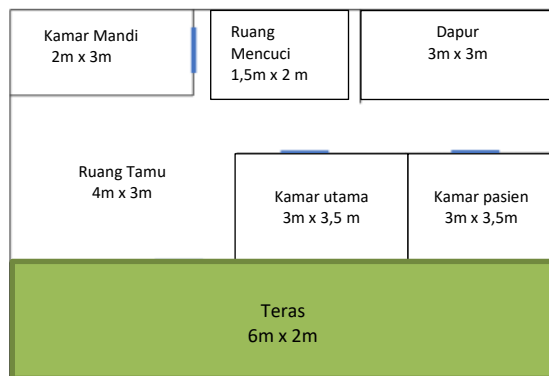 Kamar Mandi
2m x 3m
Ruang
Mencuci
1,5m x 2 m
Dapur
3m x 3m
Ruang Tamu
4m x 3m
Kamar utama
3m x 3,5 m
Kamar pasien
3m x 3,5m
Teras
6m x 2m